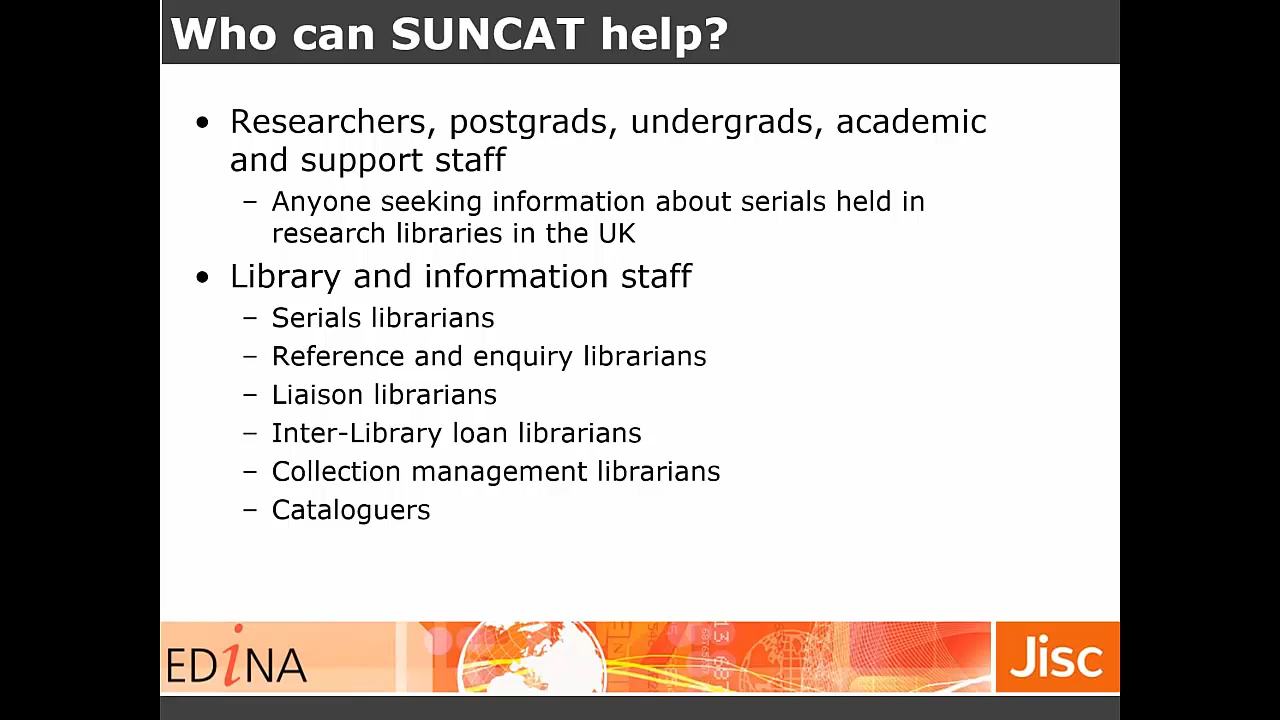 Who can SUNCAT help?
• Researchers, postgrads, undergrads, academic
and support staff
– Anyone seeking information about serials held in
research libraries in the UK
• Library and information staff
– Serials librarians
– Reference and enquiry librarians
– Liaison librarians
– Inter-Library loan librarians
– Collection management librarians
– Cataloguers
EDiNA
Jisc